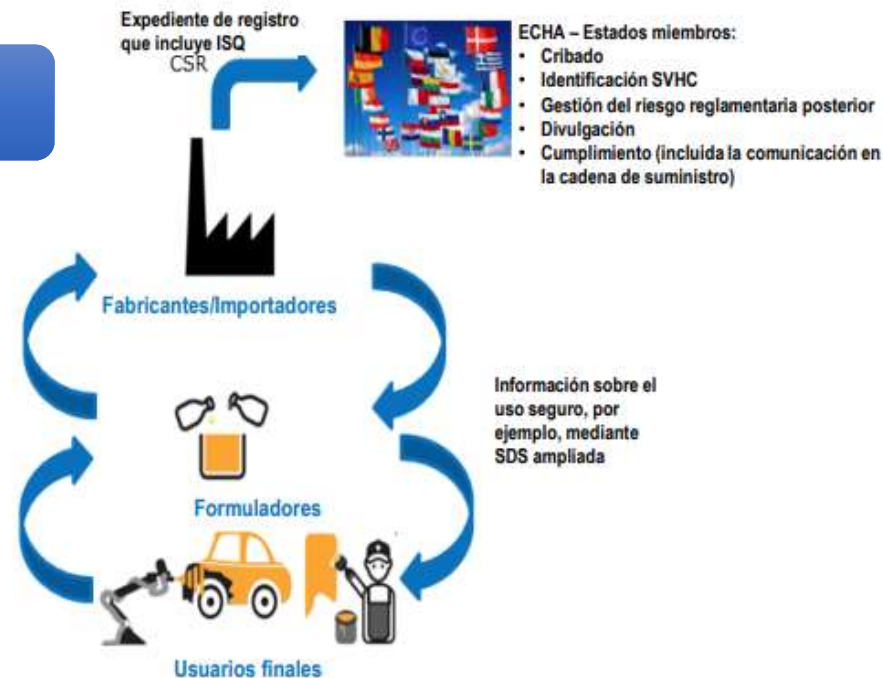 Expediente de registro
que incluye ISQ
CSR
ECHA – Estados miembros:
• Cribado
• Identificación SVHC
• Gestión del riesgo reglamentaria posterior
• Divulgación
• Cumplimiento (incluida la comunicación en
la cadena de suministro)
Fabricantes/Importadores
Información sobre el
uso seguro, por
ejemplo, mediante
SDS ampliada
Formuladores
Usuarios finales